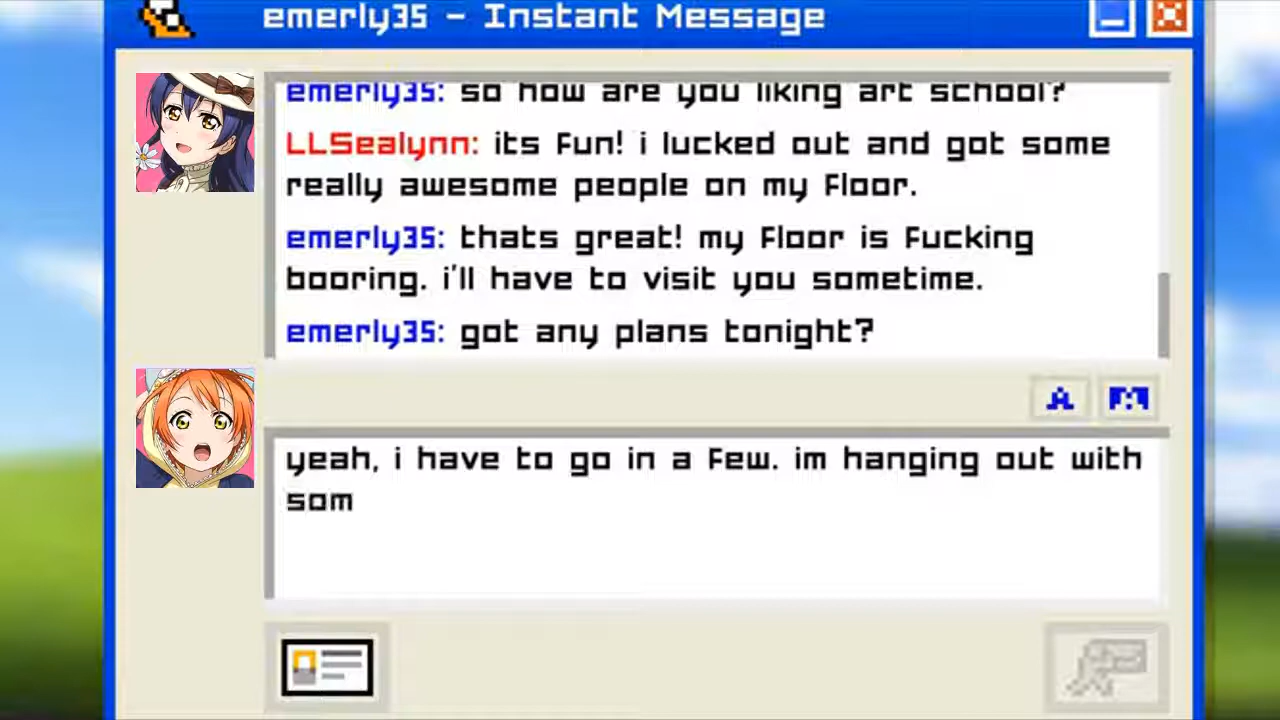 emerly35 - Instant Message
emerly35: so how are you liking art school?
LLSealynn: its fun! i lucked out and got some
really awesome people on my floor.
emerly35: thats great! my floor is fucking
booring. i'll have to visit you sometime.
emerly35: got any plans tonight?
A
yeah, i have to go in a few. im hanging out with
som